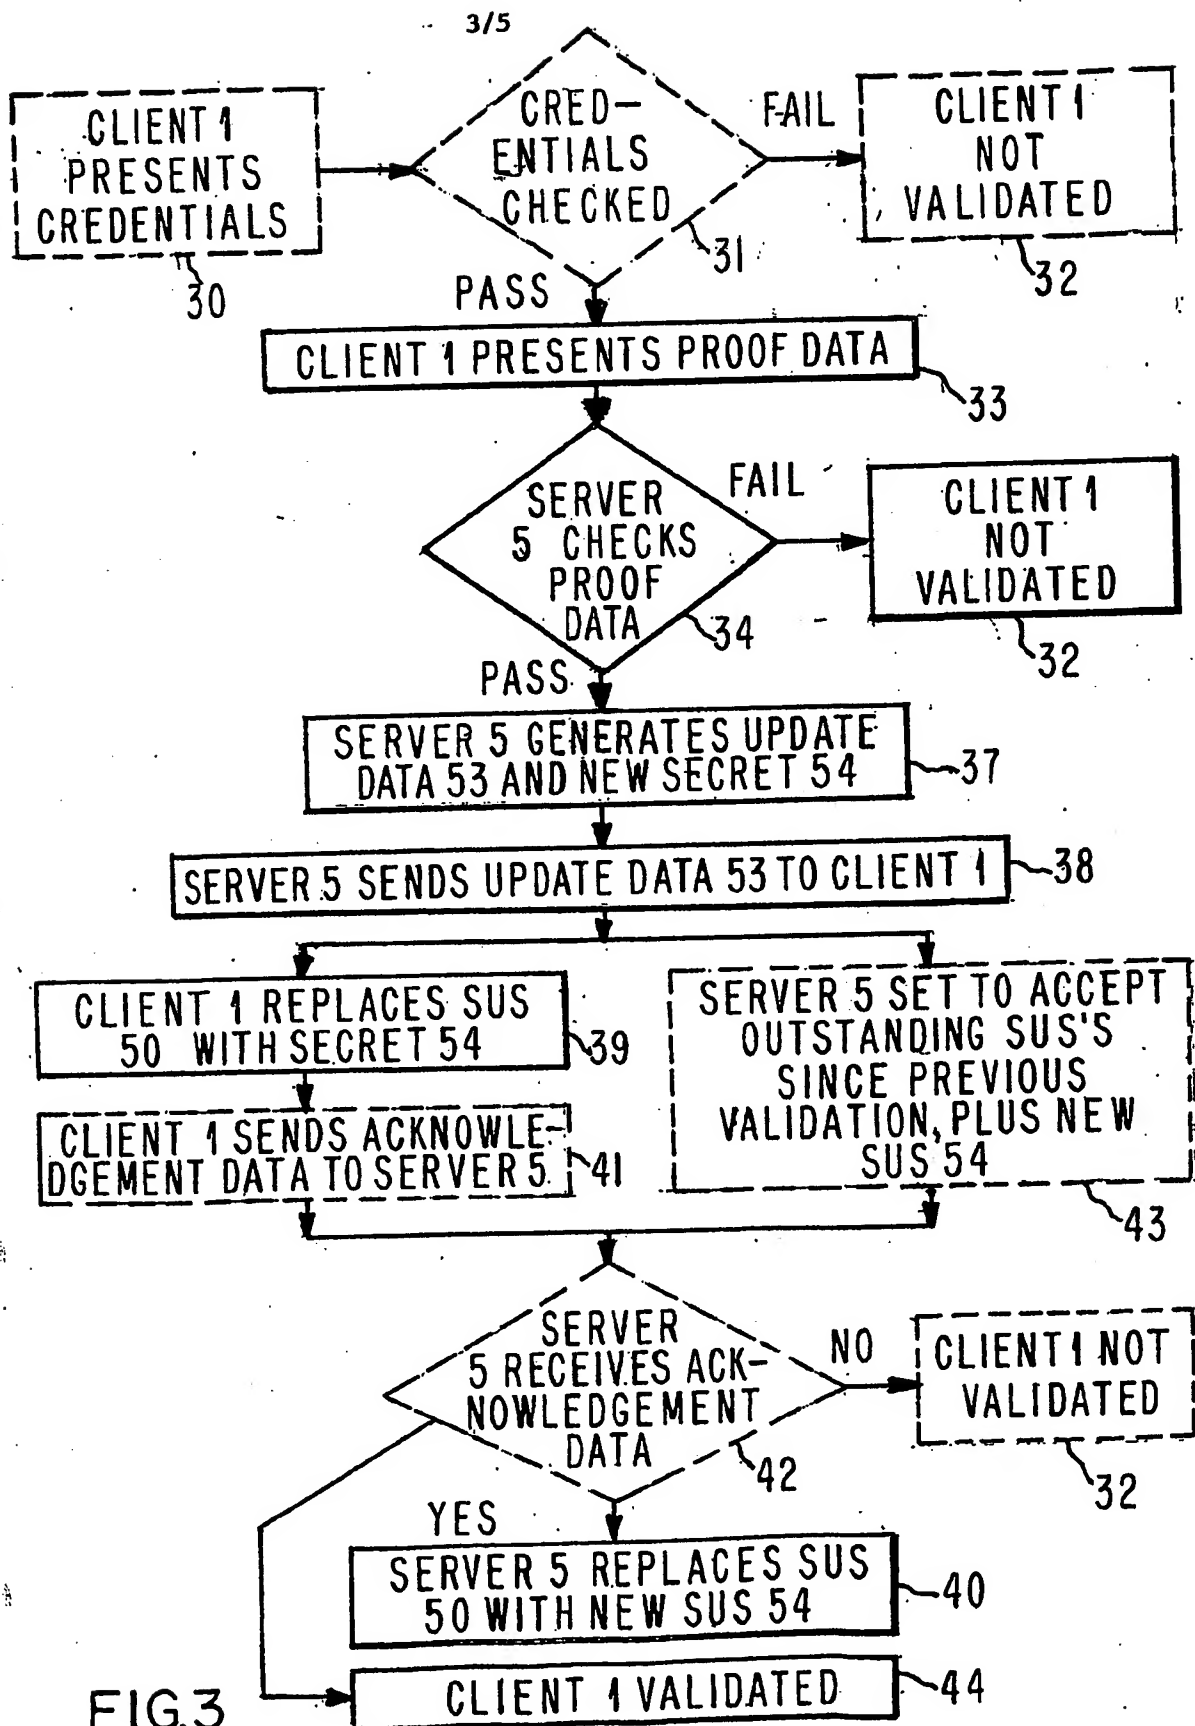 3/5
CLIENT 1
PRESENTS
CREDENTIALS
30
CRED-
ENTIALS
CHECKED
31
FAIL
CLIENT 1
NOT
VALIDATED
32
PASS
CLIENT 1 PRESENTS PROOF DATA
33
SERVER
5 CHECKS
PROOF
DATA
34
FAIL
CLIENT 1
NOT
VALIDATED
32
PASS
SERVER 5 GENERATES UPDATE
DATA 53 AND NEW SECRET 54
37
SERVER 5 SENDS UPDATE DATA 53 TO CLIENT 1
38
CLIENT 1 REPLACES SUS
50 WITH SECRET 54
39
CLIENT 1 SENDS ACKNOWLE-
DGEMENT DATA TO SERVER 5
41
SERVER 5 SET TO ACCEPT
OUTSTANDING SUS'S
SINCE PREVIOUS
VALIDATION, PLUS NEW
SUS 54
43
SERVER
5 RECEIVES ACK-
NOWLEDGEMENT
DATA
42
NO
CLIENT 1 NOT
VALIDATED
32
YES
SERVER 5 REPLACES SUS
50 WITH NEW SUS 54
40
CLIENT 1 VALIDATED
44
FIG.3